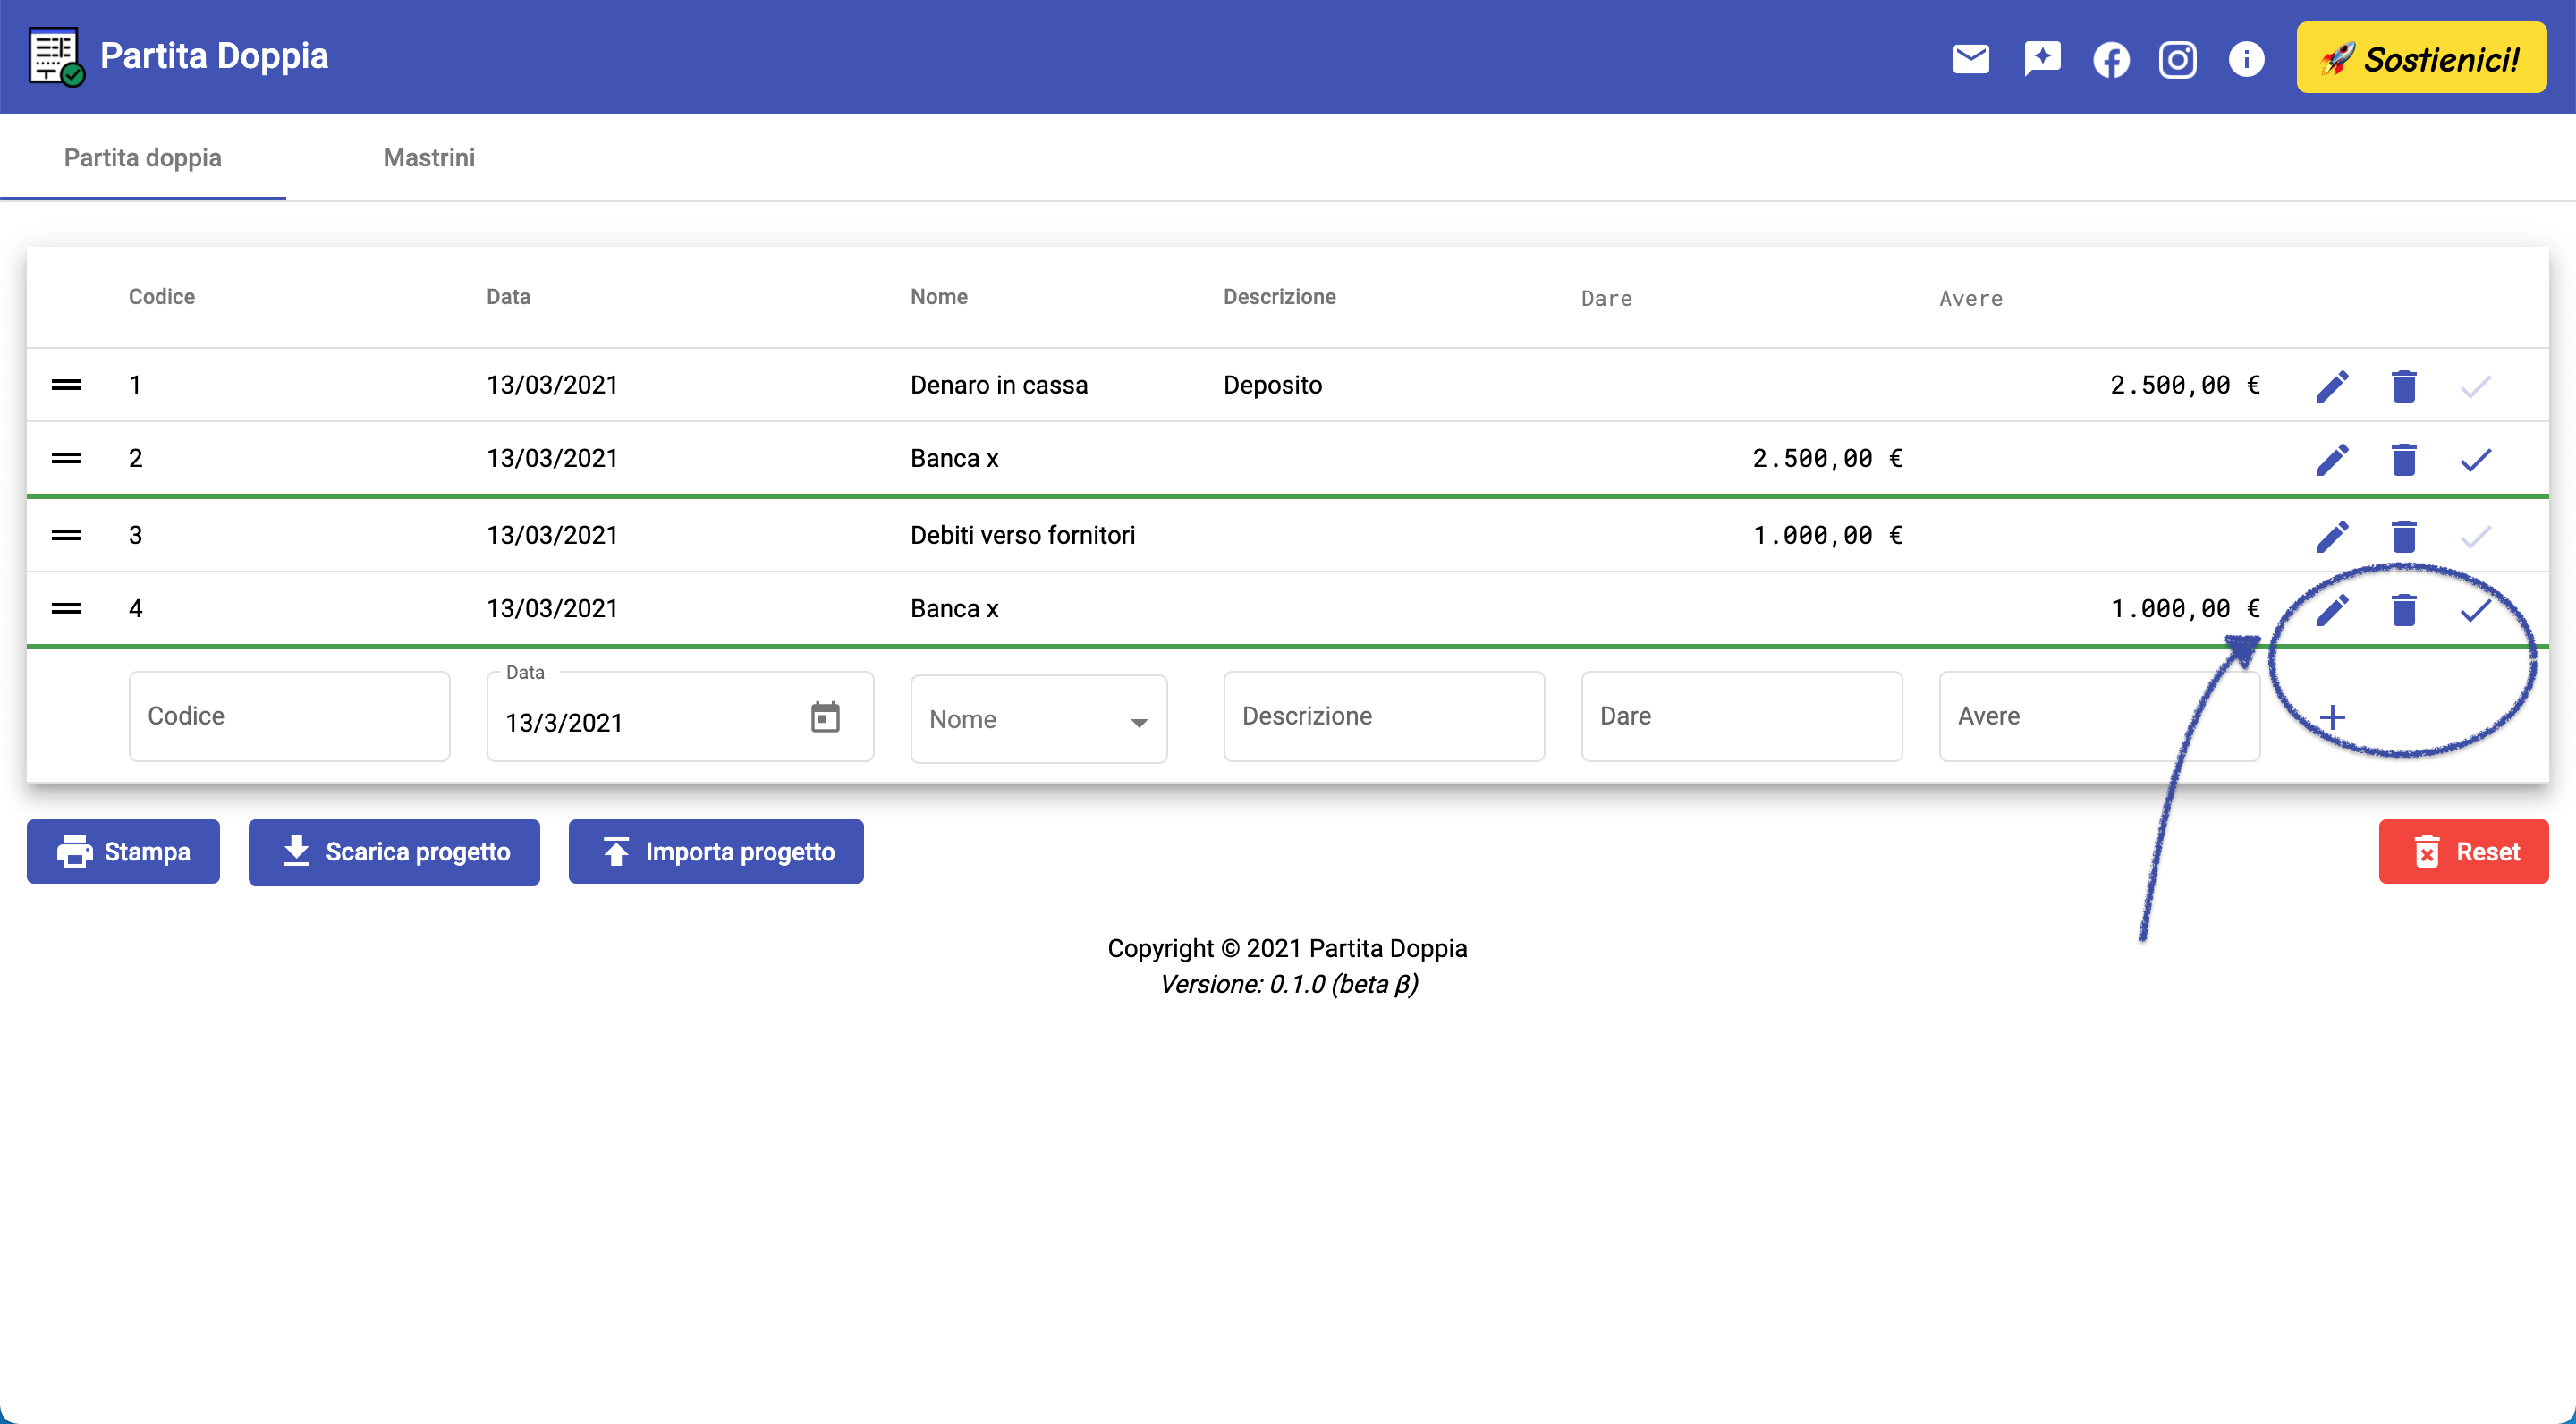 Partita Doppia
🚀 Sostienici!
Partita doppia Mastrini
Codice Data Nome Descrizione Dare Avere
1 13/03/2021 Denaro in cassa Deposito 2.500,00 €
2 13/03/2021 Banca x 2.500,00 €
3 13/03/2021 Debiti verso fornitori 1.000,00 €
4 13/03/2021 Banca x 1.000,00 €
Data
Codice 13/3/2021 Nome Descrizione Dare Avere +
Stampa Scarica progetto Importa progetto Reset
Copyright © 2021 Partita Doppia
Versione: 0.1.0 (beta β)